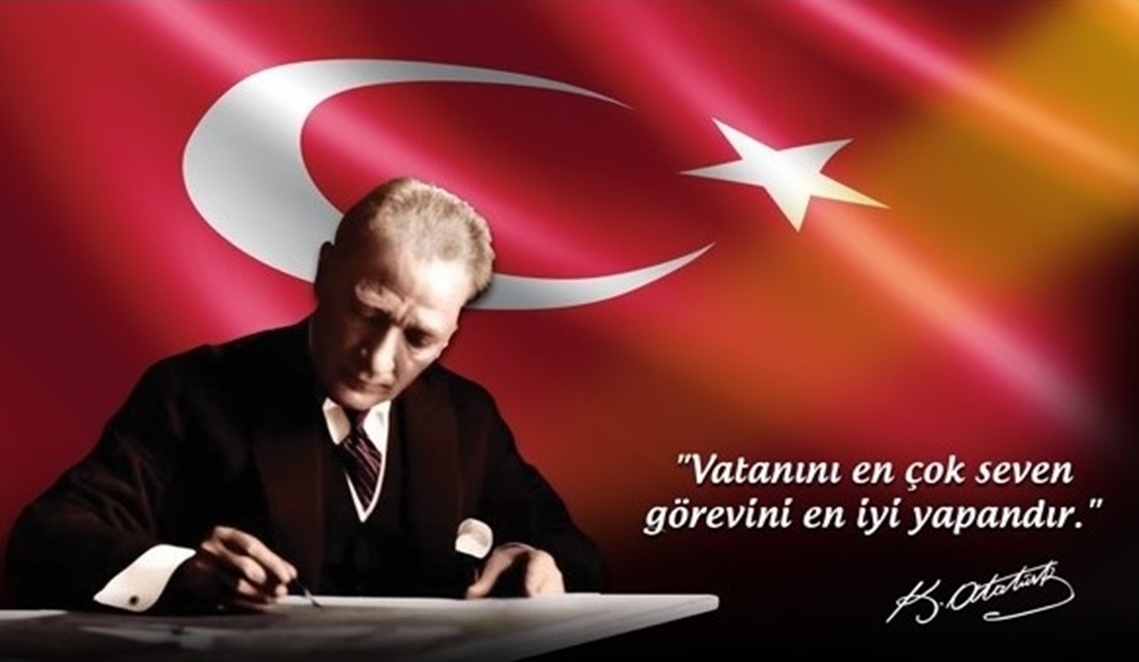 "Vatanını en çok seven
görevini en iyi yapandır."
K. Atatürk